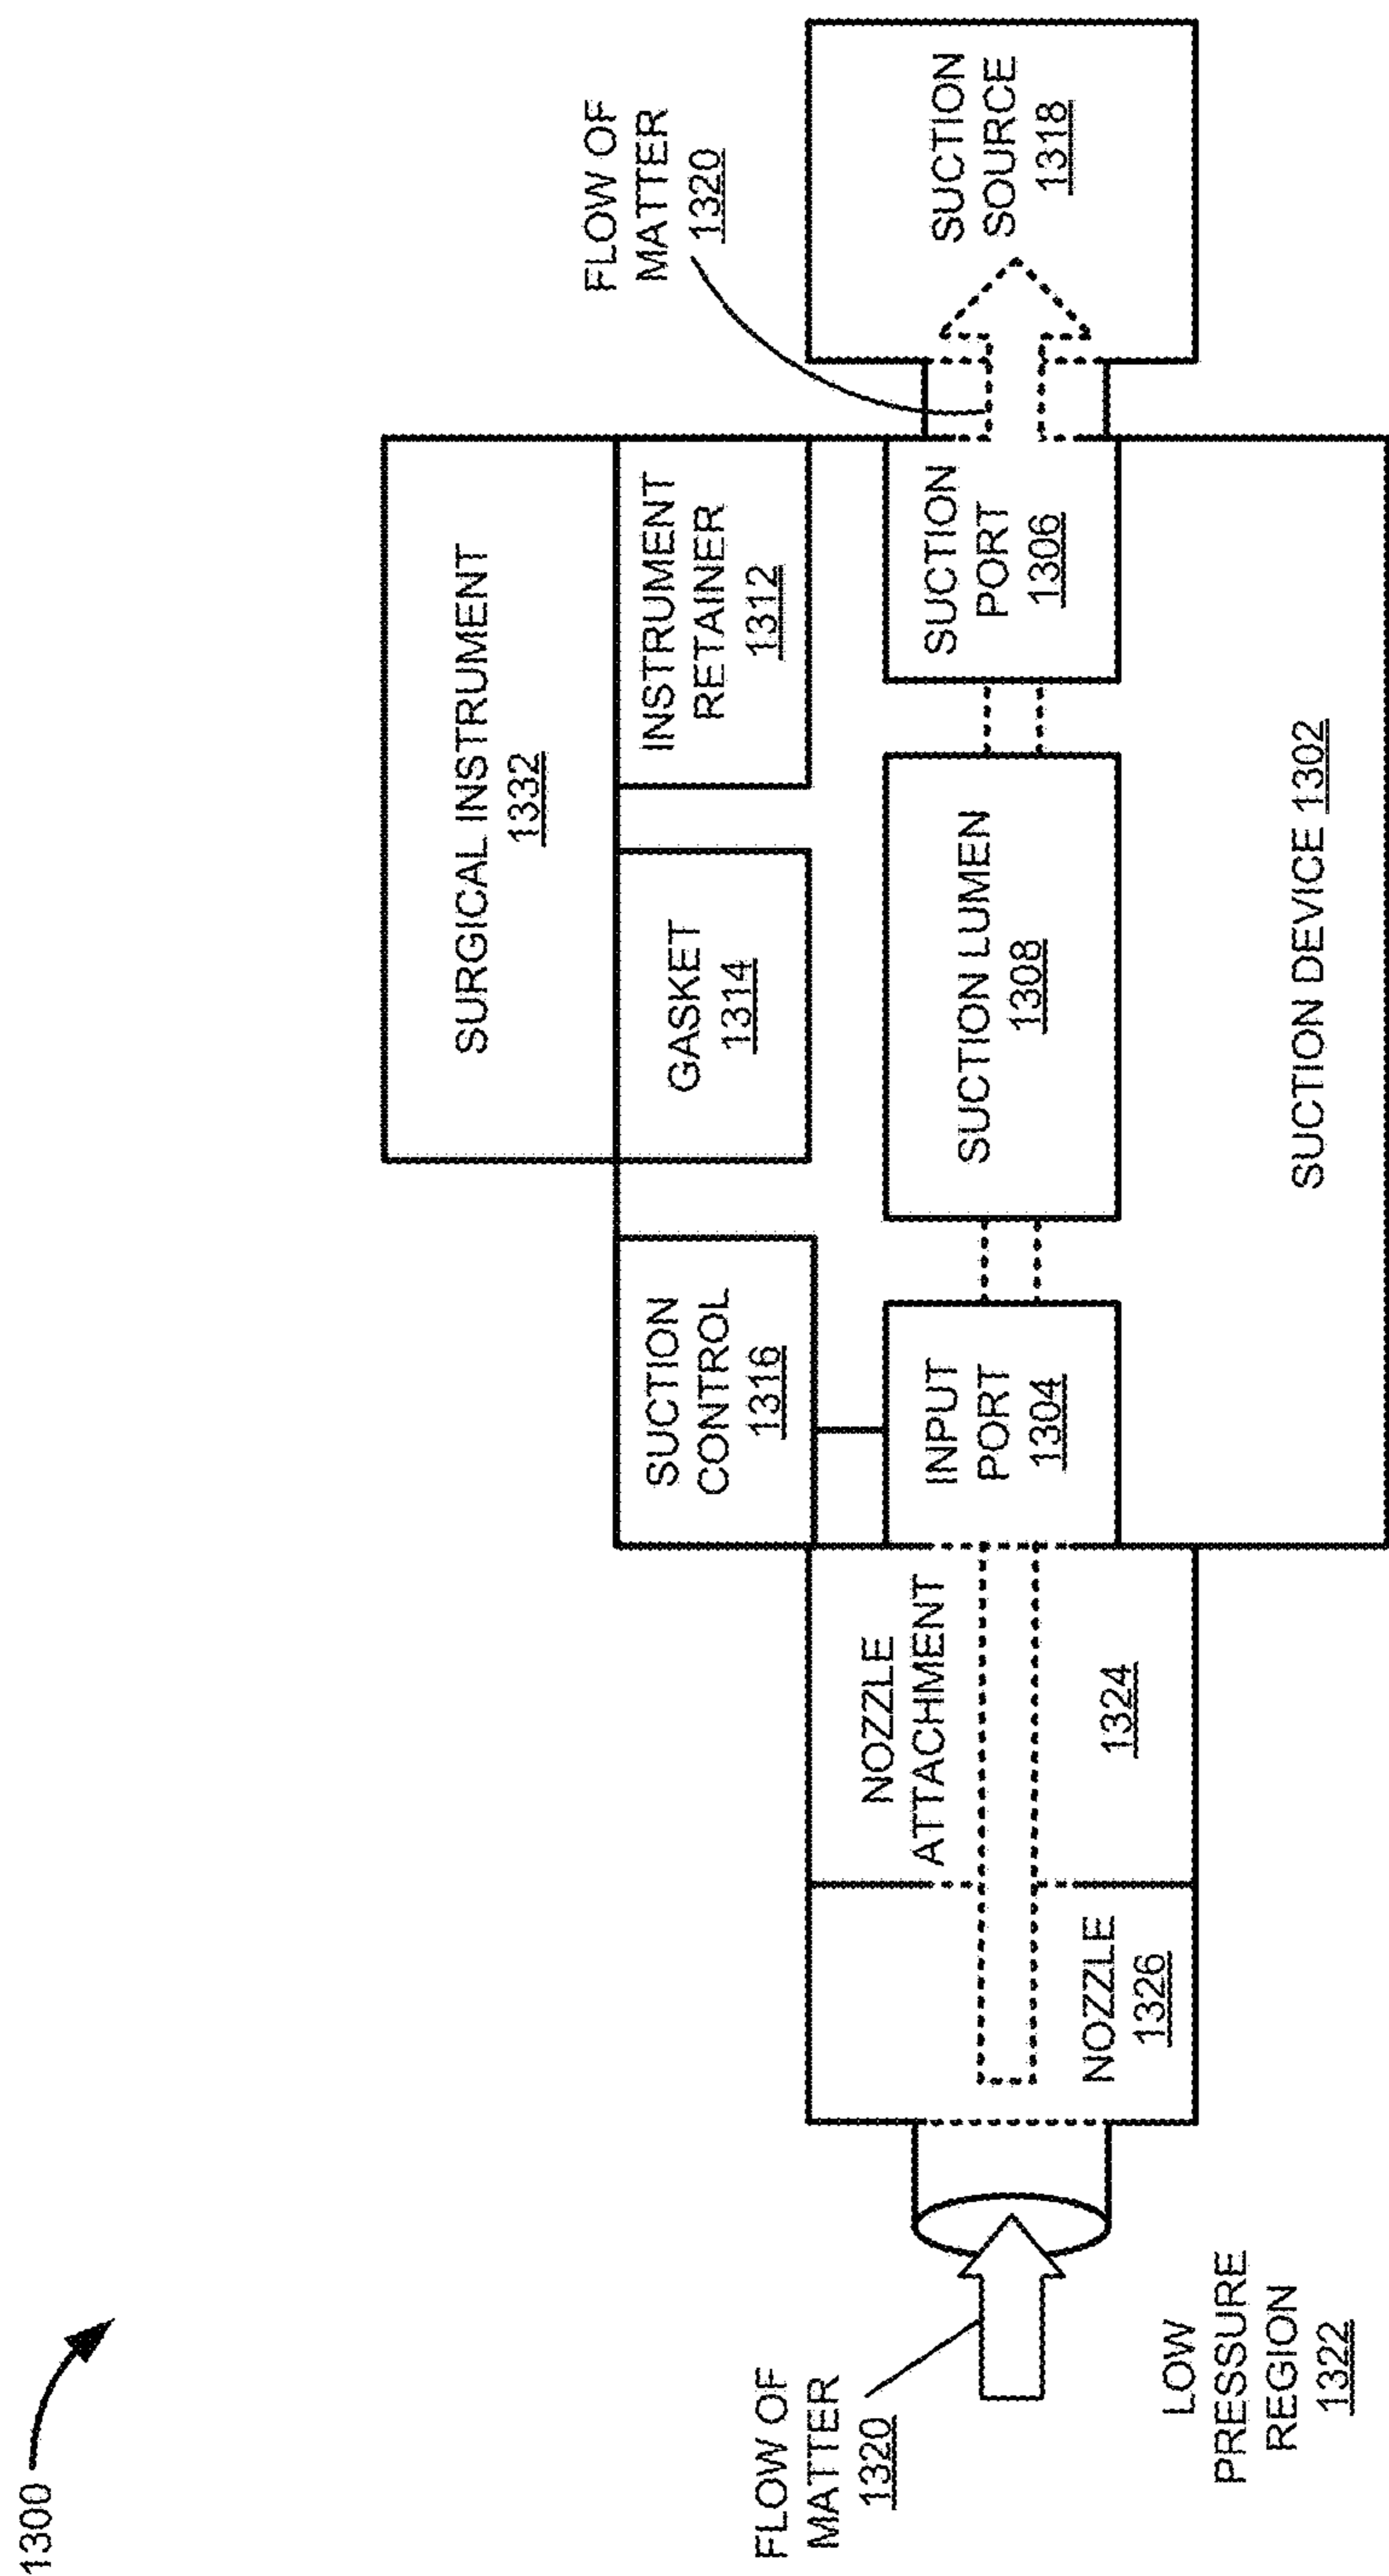 1300
FLOW OF
MATTER
1320
SURGICAL INSTRUMENT
1332
SUCTION
CONTROL
1316
GASKET
1314
INSTRUMENT
RETAINER
1312
FLOW OF
MATTER
1320
NOZZLE
ATTACHMENT
1324
NOZZLE
1326
INPUT
PORT
1304
SUCTION LUMEN
1308
SUCTION
PORT
1306
SUCTION
SOURCE
1318
LOW
PRESSURE
REGION
1322
SUCTION DEVICE 1302